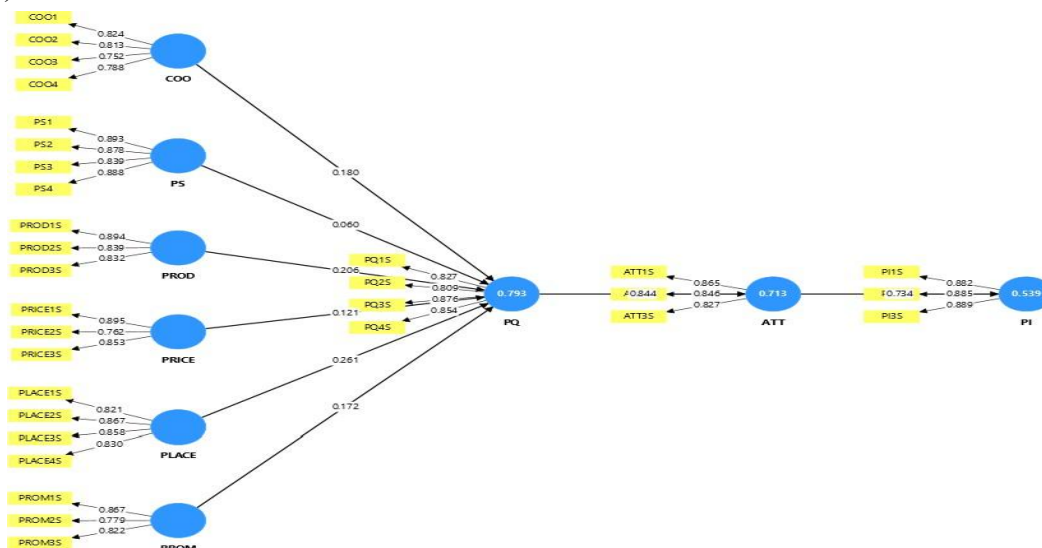 COO1
COO2
COO3
COO4
0.824
0.813
0.752
0.788
COO
PS1
PS2
PS3
PS4
0.893
0.878
0.839
0.888
PS
PROD1S
PROD2S
PROD3S
0.894
0.839
0.832
PROD
PRICE1S
PRICE2S
PRICE3S
0.895
0.762
0.853
PRICE
PLACE1S
PLACE2S
PLACE3S
PLACE4S
0.821
0.867
0.858
0.830
PLACE
PROM1S
PROM2S
PROM3S
0.867
0.779
0.822
PROM
0.180
0.060
0.206
0.121
0.261
0.172
PQ1S
PQ2S
PQ3S
PQ4S
0.827
0.809
0.876
0.854
0.793
PQ
0.844
ATT1S
ATT3S
0.865
0.846
0.827
0.713
ATT
0.734
PI1S
PI3S
0.882
0.885
0.889
0.539
PI